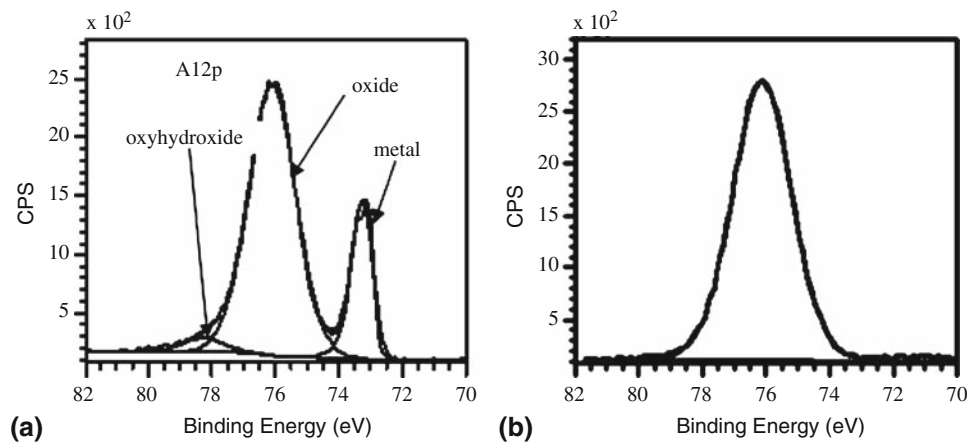 x 10²
A12p
oxide
oxyhydroxide
metal
CPS
25
20
15
10
5
82 80 78 76 74 72 70
Binding Energy (eV)
(a)
x 10²
CPS
30
25
20
15
10
5
82 80 78 76 74 72 70
Binding Energy (eV)
(b)